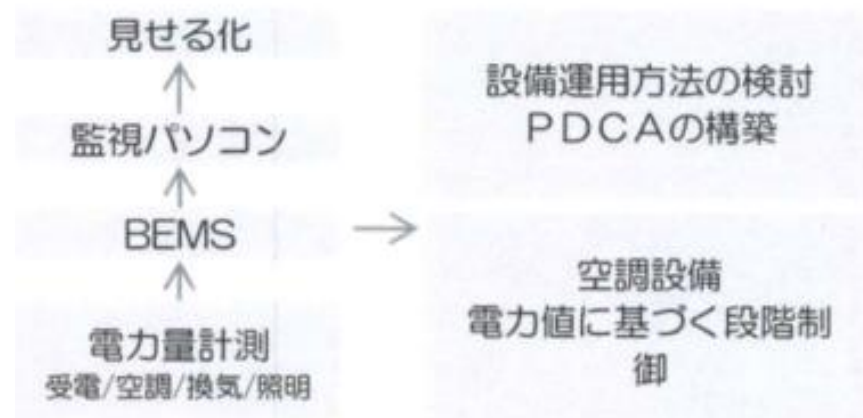 見せる化
監視パソコン
BEMS
電力量計測
受電/空調/換気/照明
設備運用方法の検討
PDCAの構築
空調設備
電力値に基づく段階制
御